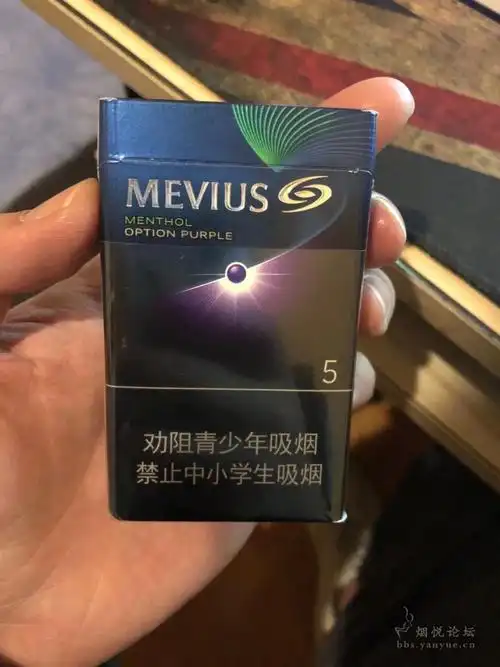 MEVIUS
MENTHOL
OPTION PURPLE
5
劝阻青少年吸烟
禁止中小学生吸烟
烟悦论坛
bbs.yanyue.cn